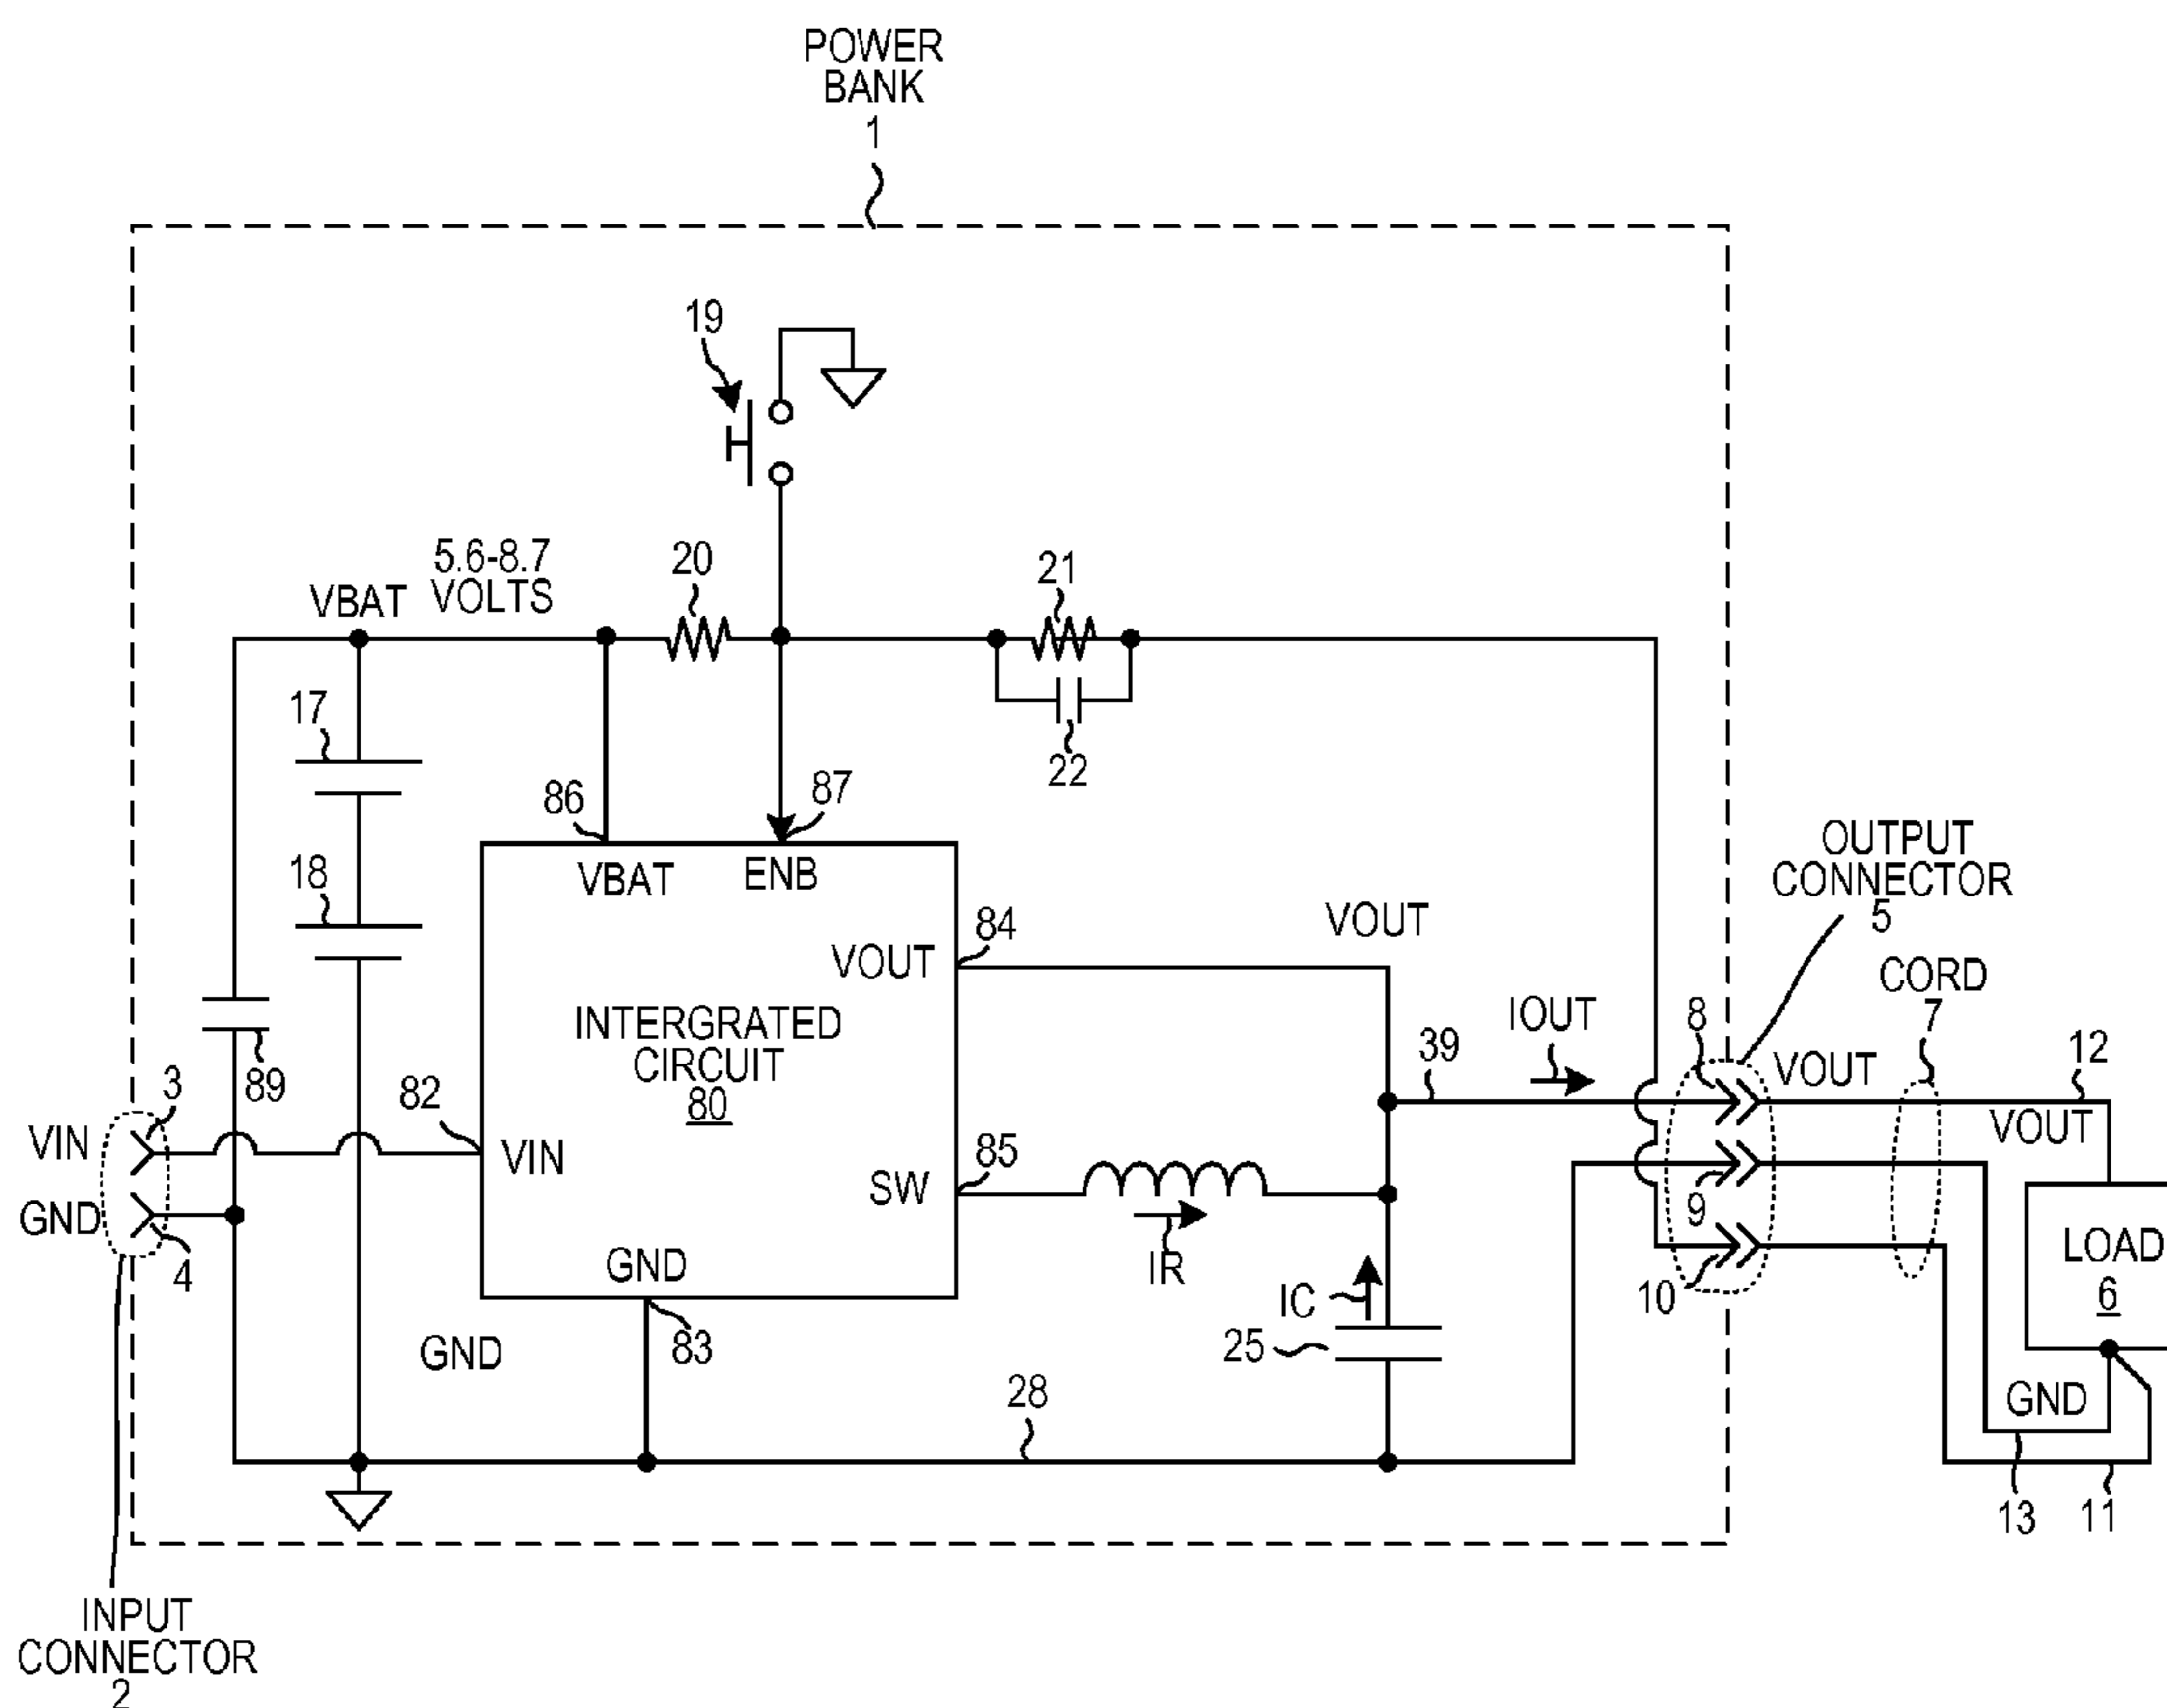 POWER
BANK
1
19
5.6-8.7
VOLTS
VBAT
20
21
22
17
18
86
87
VBAT
ENB
VOUT
84
VOUT
INTERGRATED
CIRCUIT
80
89
82
VIN
SW
85
GND
83
GND
IR
IC
25
28
39
IOUT
OUTPUT
CONNECTOR
5
CORD
7
8
9
10
VOUT
12
VOUT
LOAD
6
GND
13
11
3
VIN
GND
4
INPUT
CONNECTOR
2